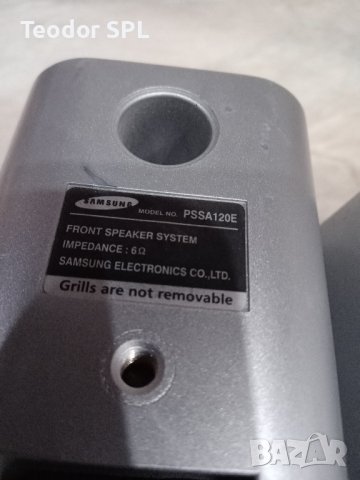 Teodor SPL
SAMSUNG
MODEL NO. PSSA120E
FRONT SPEAKER SYSTEM
IMPEDANCE : 6Ω
SAMSUNG ELECTRONICS CO.,LTD.
Grills are not removable
BAZAR